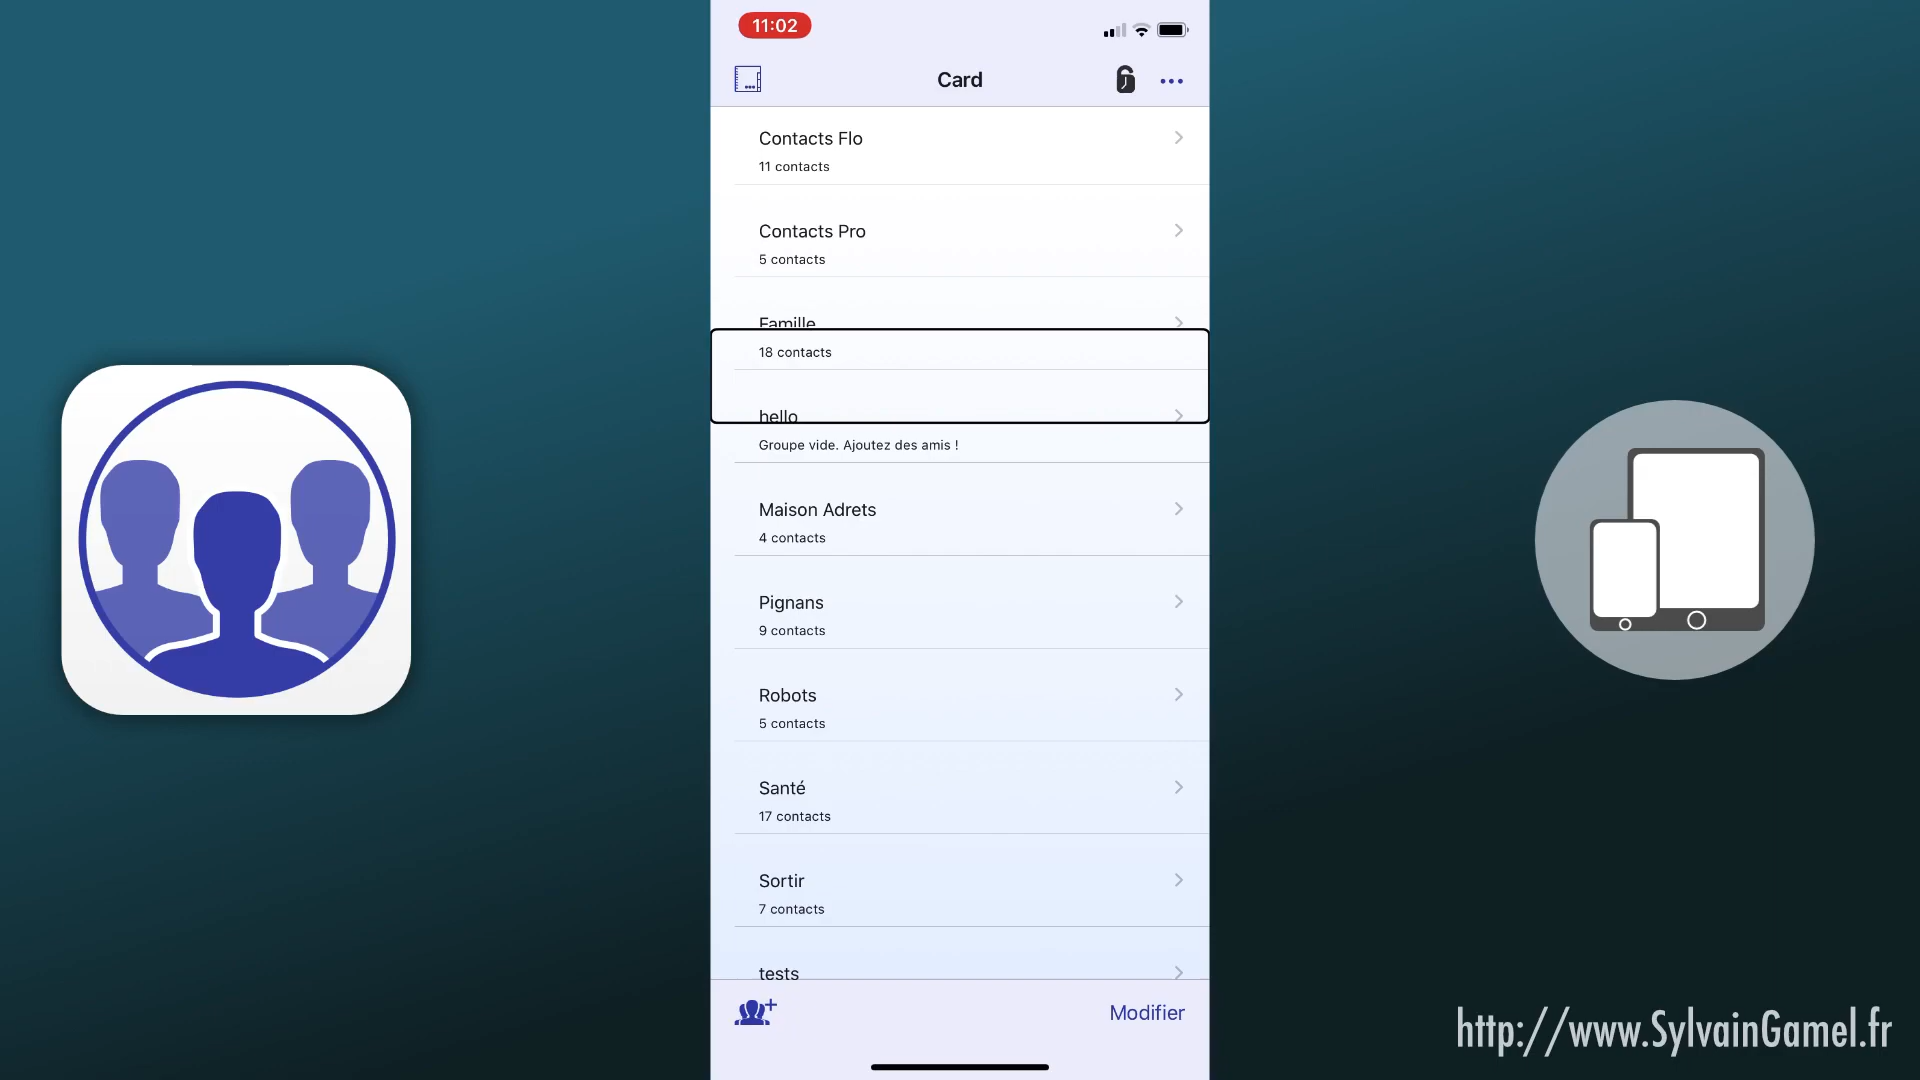 11:02
Card
Contacts Flo
11 contacts
Contacts Pro
5 contacts
Famille
18 contacts
hello
Groupe vide. Ajoutez des amis !
Maison Adrets
4 contacts
Pignans
9 contacts
Robots
5 contacts
Santé
17 contacts
Sortir
7 contacts
tests
Modifier
http://www.SylvainGamel.fr